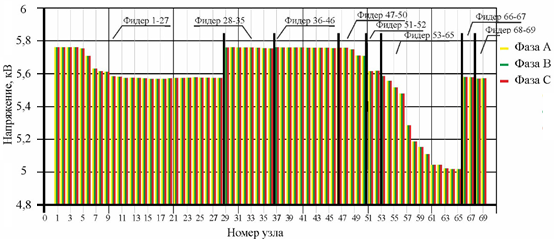 Фидер 1-27
Фидер 28-35
Фидер 36-46
Фидер 47-50
Фидер 51-52
Фидер 53-65
Фидер 66-67
Фидер 68-69
Напряжение, кВ
6
5,8
5,6
5,4
5,2
5
4,8
Фаза A
Фаза B
Фаза C
0 1 3 5 7 9 11 13 15 17 19 21 23 25 27 29 31 33 35 37 39 41 43 45 47 49 51 53 55 57 59 61 63 65 67 69
Номер узла